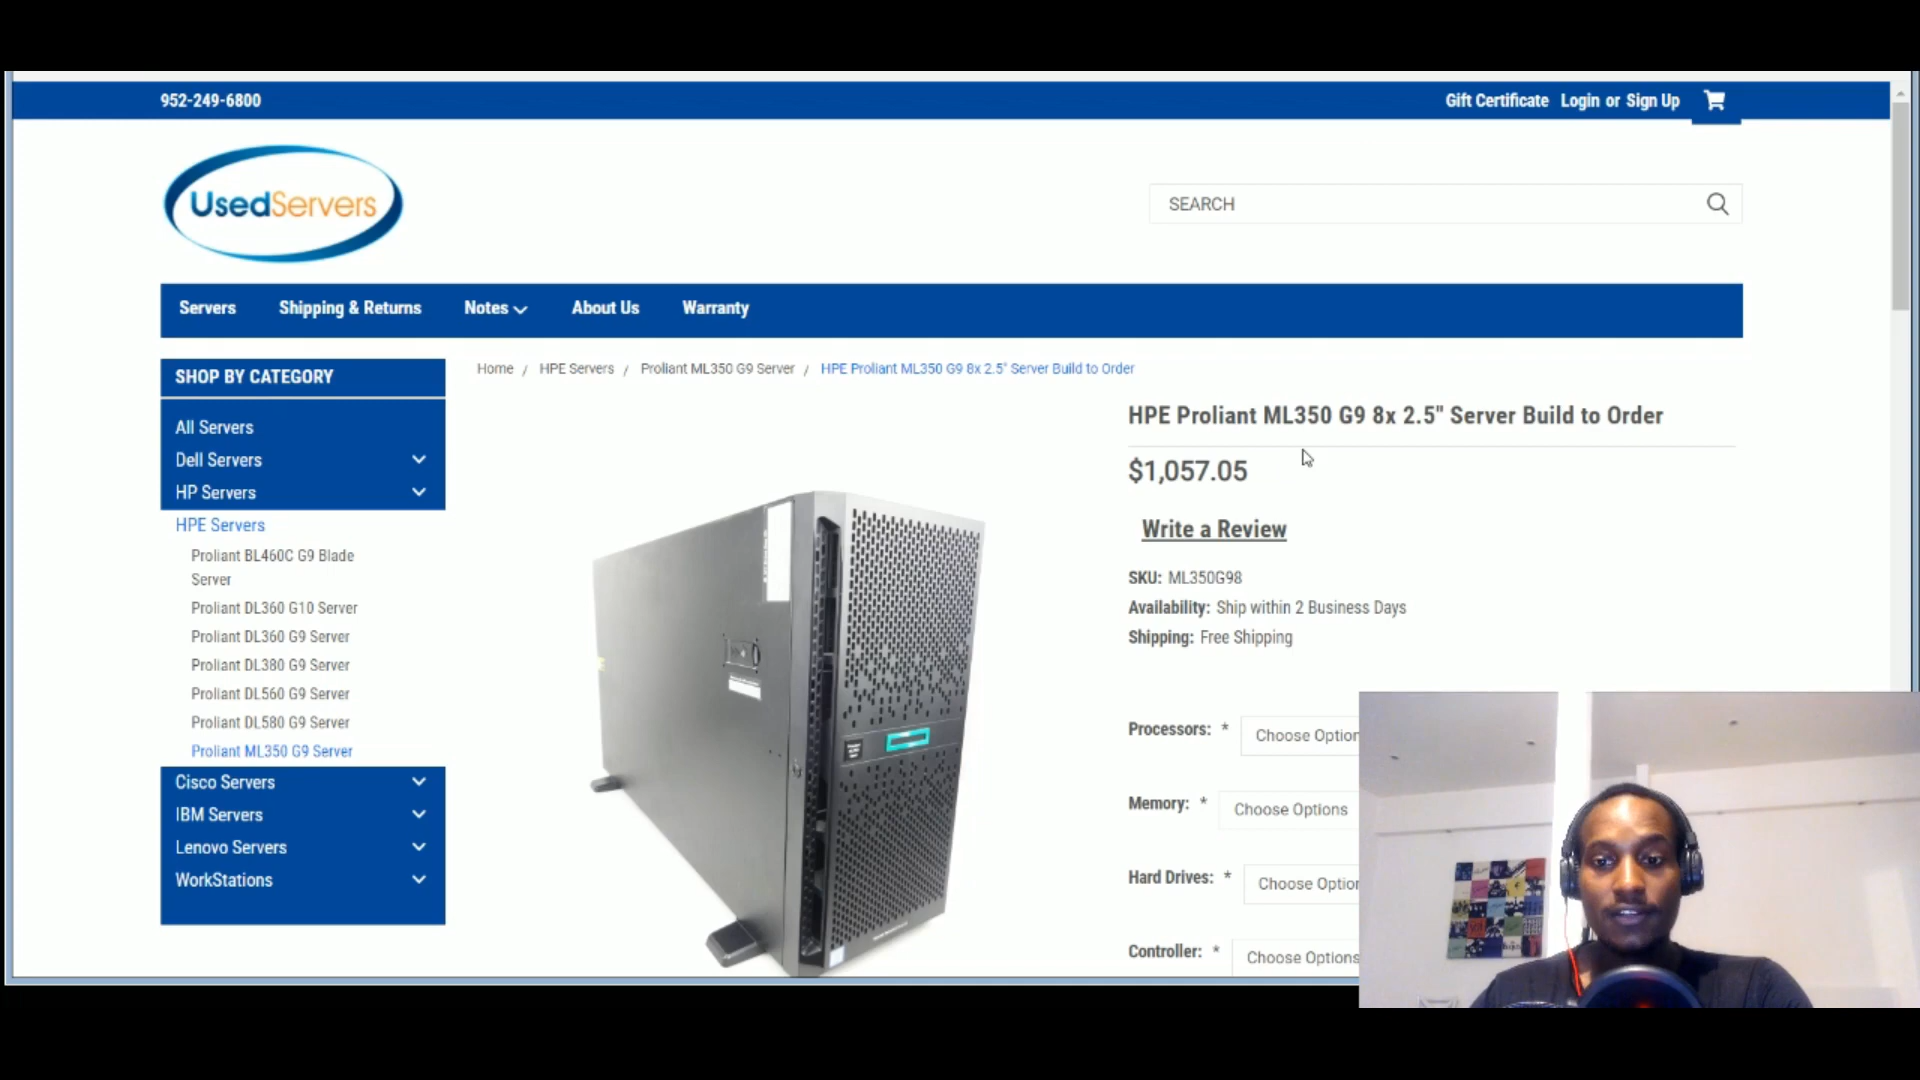 952-249-6800
Gift Certificate Login or Sign Up
UsedServers
SEARCH
Servers Shipping & Returns Notes About Us Warranty
SHOP BY CATEGORY
All Servers
Dell Servers
HP Servers
HPE Servers
Proliant BL460C G9 Blade
Server
Proliant DL360 G10 Server
Proliant DL360 G9 Server
Proliant DL380 G9 Server
Proliant DL560 G9 Server
Proliant DL580 G9 Server
Proliant ML350 G9 Server
Cisco Servers
IBM Servers
Lenovo Servers
WorkStations
Home / HPE Servers / Proliant ML350 G9 Server / HPE Proliant ML350 G9 8x 2.5" Server Build to Order
HPE Proliant ML350 G9 8x 2.5" Server Build to Order
$1,057.05
Write a Review
SKU: ML350G98
Availability: Ship within 2 Business Days
Shipping: Free Shipping
Processors: * Choose Option
Memory: * Choose Options
Hard Drives: * Choose Option
Controller: * Choose Options